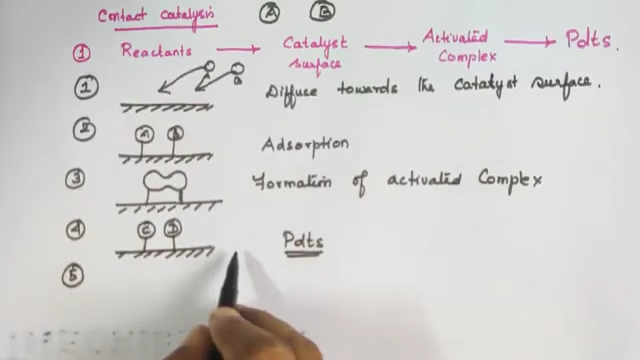 Contact catalysis
A B
1 Reactants → Catalyst surface → Activated Complex → Pdts.
1 A B Diffuse towards the catalyst surface.
2 A B Adsorption
3 Formation of activated Complex
4 C D Pdts
5